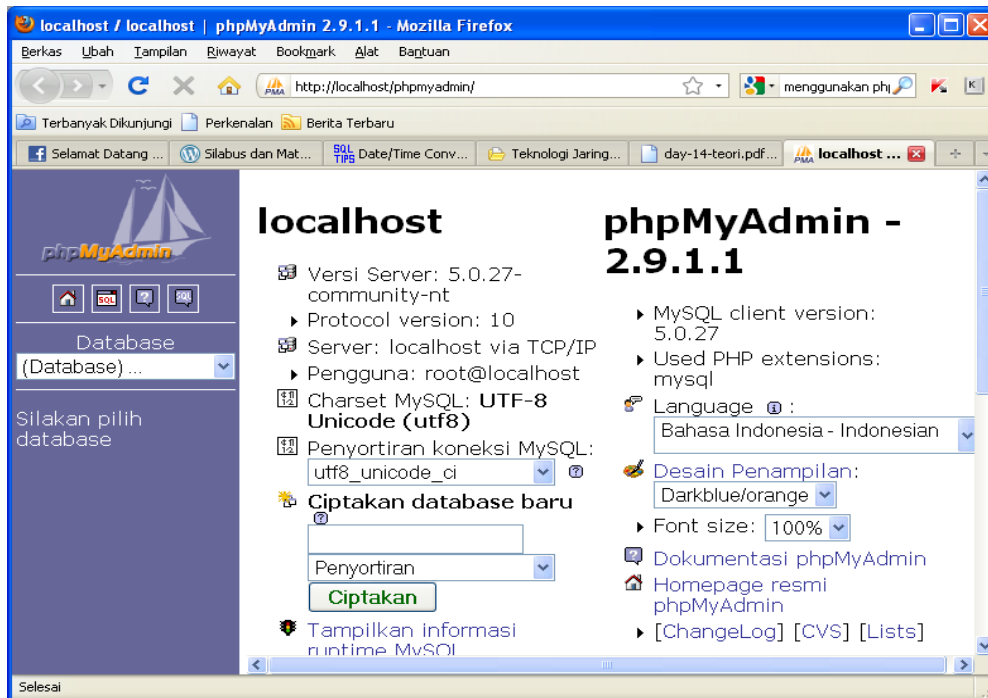 localhost / localhost | phpMyAdmin 2.9.1.1 - Mozilla Firefox
Berkas Ubah Tampilan Riwayat Bookmark Alat Bantuan
http://localhost/phpmyadmin/
menggunakan ph
Terbanyak Dikunjungi Perkenalan Berita Terbaru
Selamat Datang ... Silabus dan Mat... SQL TIPS Date/Time Conv... Teknologi Jaring... day-14-teori.pdf... PMA localhost ...
phpMyAdmin
SQL
SQL
Database
(Database) ...
Silakan pilih
database
localhost
Versi Server: 5.0.27-
community-nt
Protocol version: 10
Server: localhost via TCP/IP
Pengguna: root@localhost
Charset MySQL: UTF-8
Unicode (utf8)
Penyortiran koneksi MySQL:
utf8_unicode_ci
Ciptakan database baru
Penyortiran
Ciptakan
Tampilkan informasi
runtime MySQL
phpMyAdmin -
2.9.1.1
MySQL client version:
5.0.27
Used PHP extensions:
mysql
Language :
Bahasa Indonesia - Indonesian
Desain Penampilan:
Darkblue/orange
Font size: 100%
Dokumentasi phpMyAdmin
Homepage resmi
phpMyAdmin
[ChangeLog] [CVS] [Lists]
Selesai